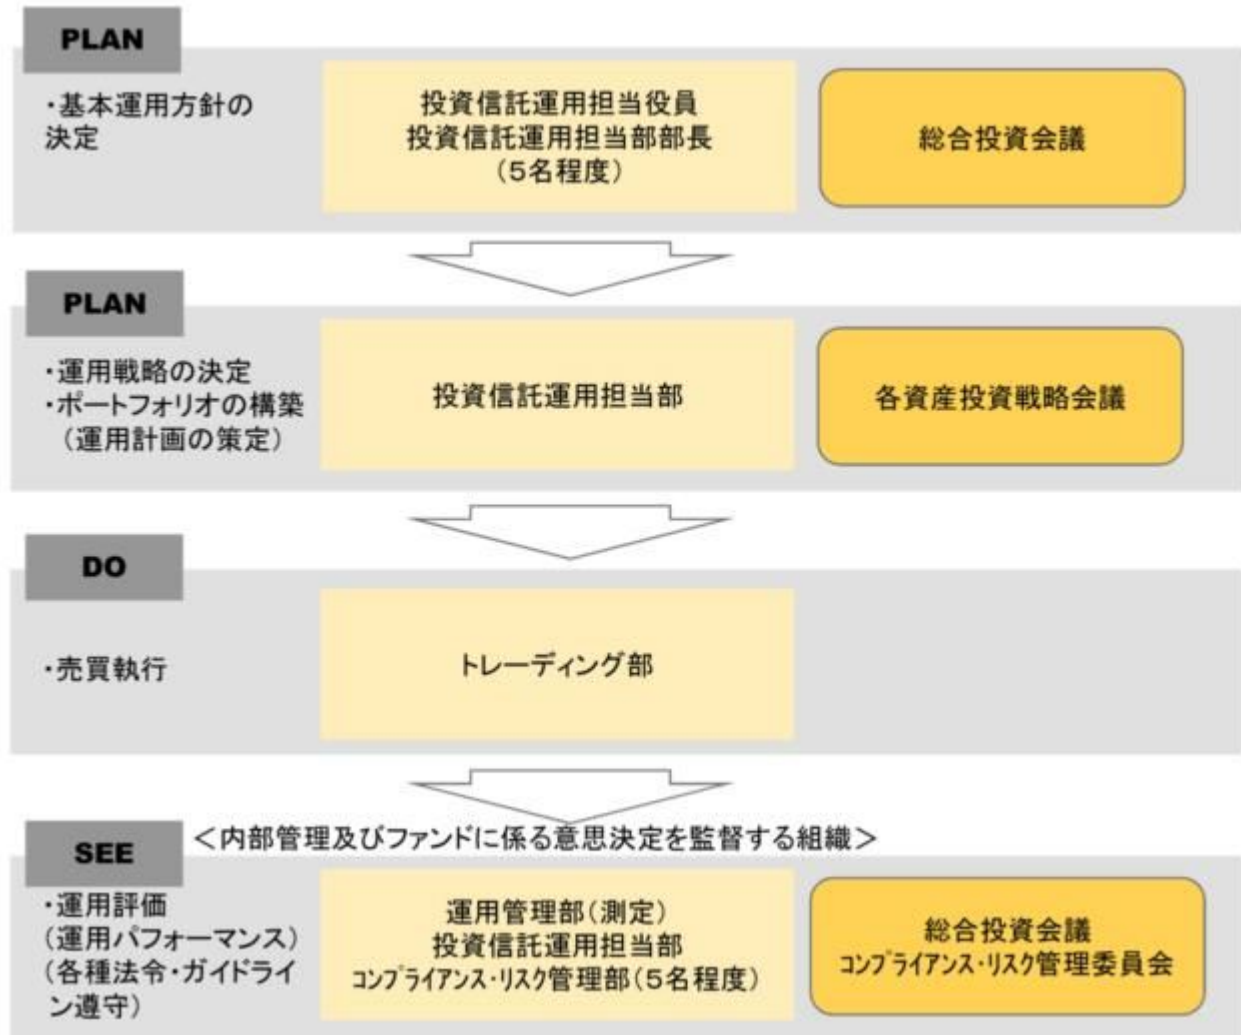 PLAN
・基本運用方針の
決定
投資信託運用担当役員
投資信託運用担当部部長
(5名程度)
総合投資会議
PLAN
・運用戦略の決定
・ポートフォリオの構築
(運用計画の策定)
投資信託運用担当部
各資産投資戦略会議
DO
・売買執行
トレーディング部
SEE
＜内部管理及びファンドに係る意思決定を監督する組織＞
・運用評価
(運用パフォーマンス)
(各種法令・ガイドライ
ン遵守)
運用管理部(測定)
投資信託運用担当部
ｺﾝﾌﾟﾗｲｱﾝｽ・ﾘｽｸ管理部(5名程度)
総合投資会議
ｺﾝﾌﾟﾗｲｱﾝｽ・ﾘｽｸ管理委員会